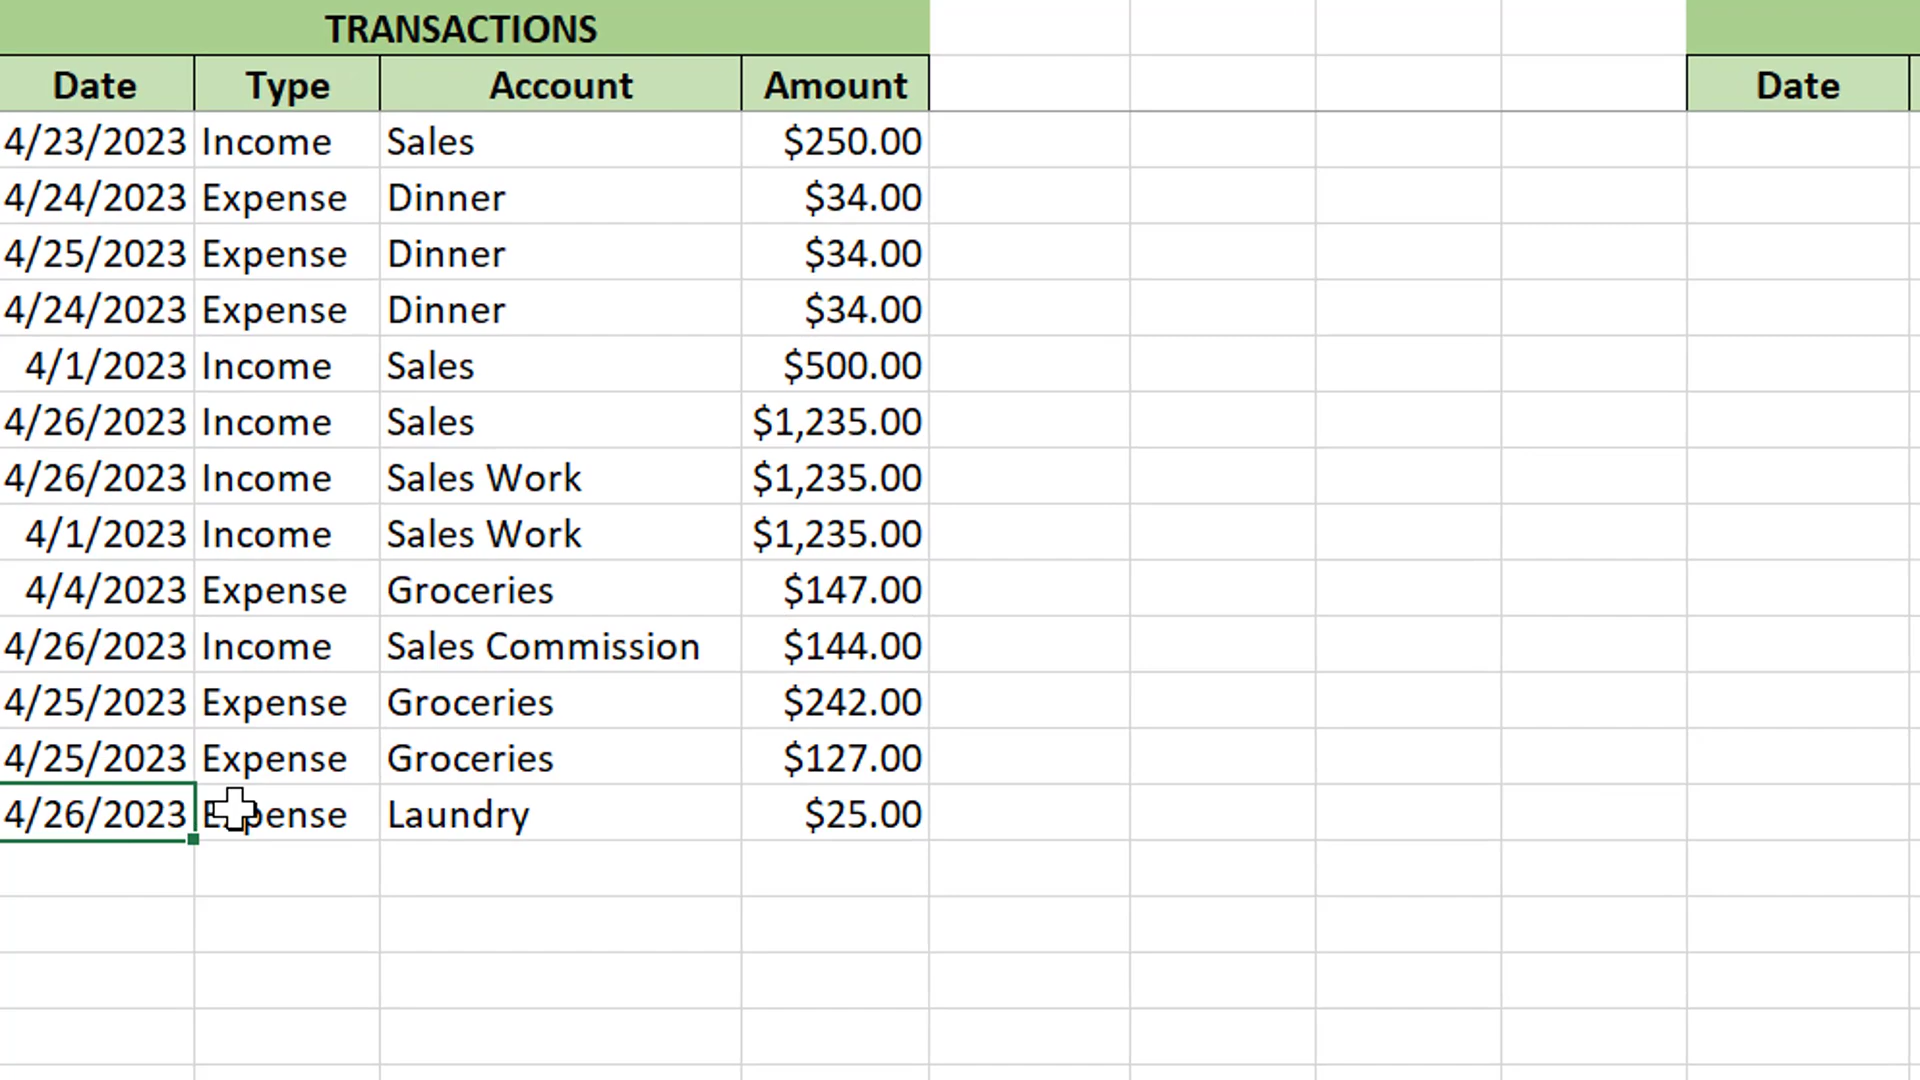 TRANSACTIONS
Date Type Account Amount Date
4/23/2023 Income Sales $250.00
4/24/2023 Expense Dinner $34.00
4/25/2023 Expense Dinner $34.00
4/24/2023 Expense Dinner $34.00
4/1/2023 Income Sales $500.00
4/26/2023 Income Sales $1,235.00
4/26/2023 Income Sales Work $1,235.00
4/1/2023 Income Sales Work $1,235.00
4/4/2023 Expense Groceries $147.00
4/26/2023 Income Sales Commission $144.00
4/25/2023 Expense Groceries $242.00
4/25/2023 Expense Groceries $127.00
4/26/2023 Expense Laundry $25.00